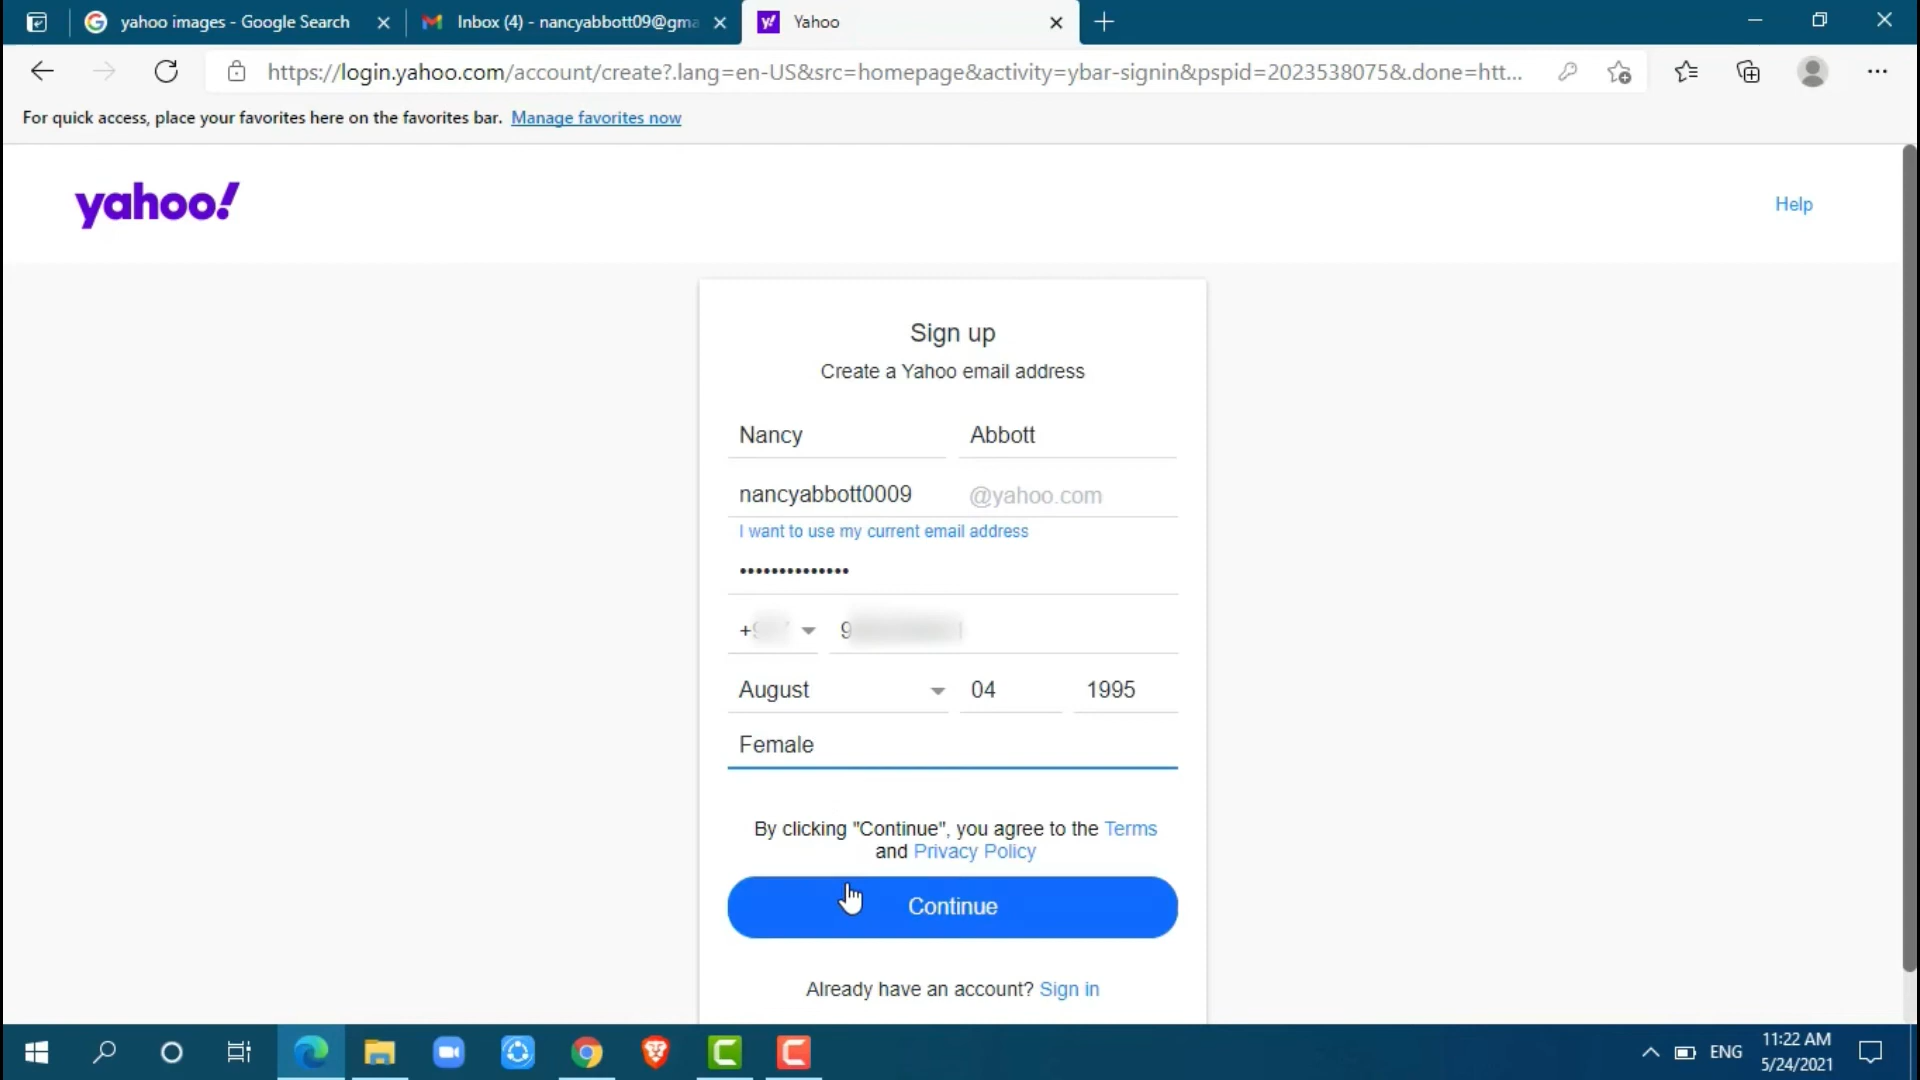 yahoo images - Google Search
Inbox (4) - nancyabbott09@gma
Yahoo
https://login.yahoo.com/account/create?.lang=en-US&src=homepage&activity=ybar-signin&pspid=2023538075&.done=htt...
For quick access, place your favorites here on the favorites bar. Manage favorites now
yahoo!
Help
Sign up
Create a Yahoo email address
Nancy Abbott
nancyabbott0009 @yahoo.com
I want to use my current email address
••••••••••••••
August 04 1995
Female
By clicking "Continue", you agree to the Terms
and Privacy Policy
Continue
Already have an account? Sign in
ENG
11:22 AM
5/24/2021